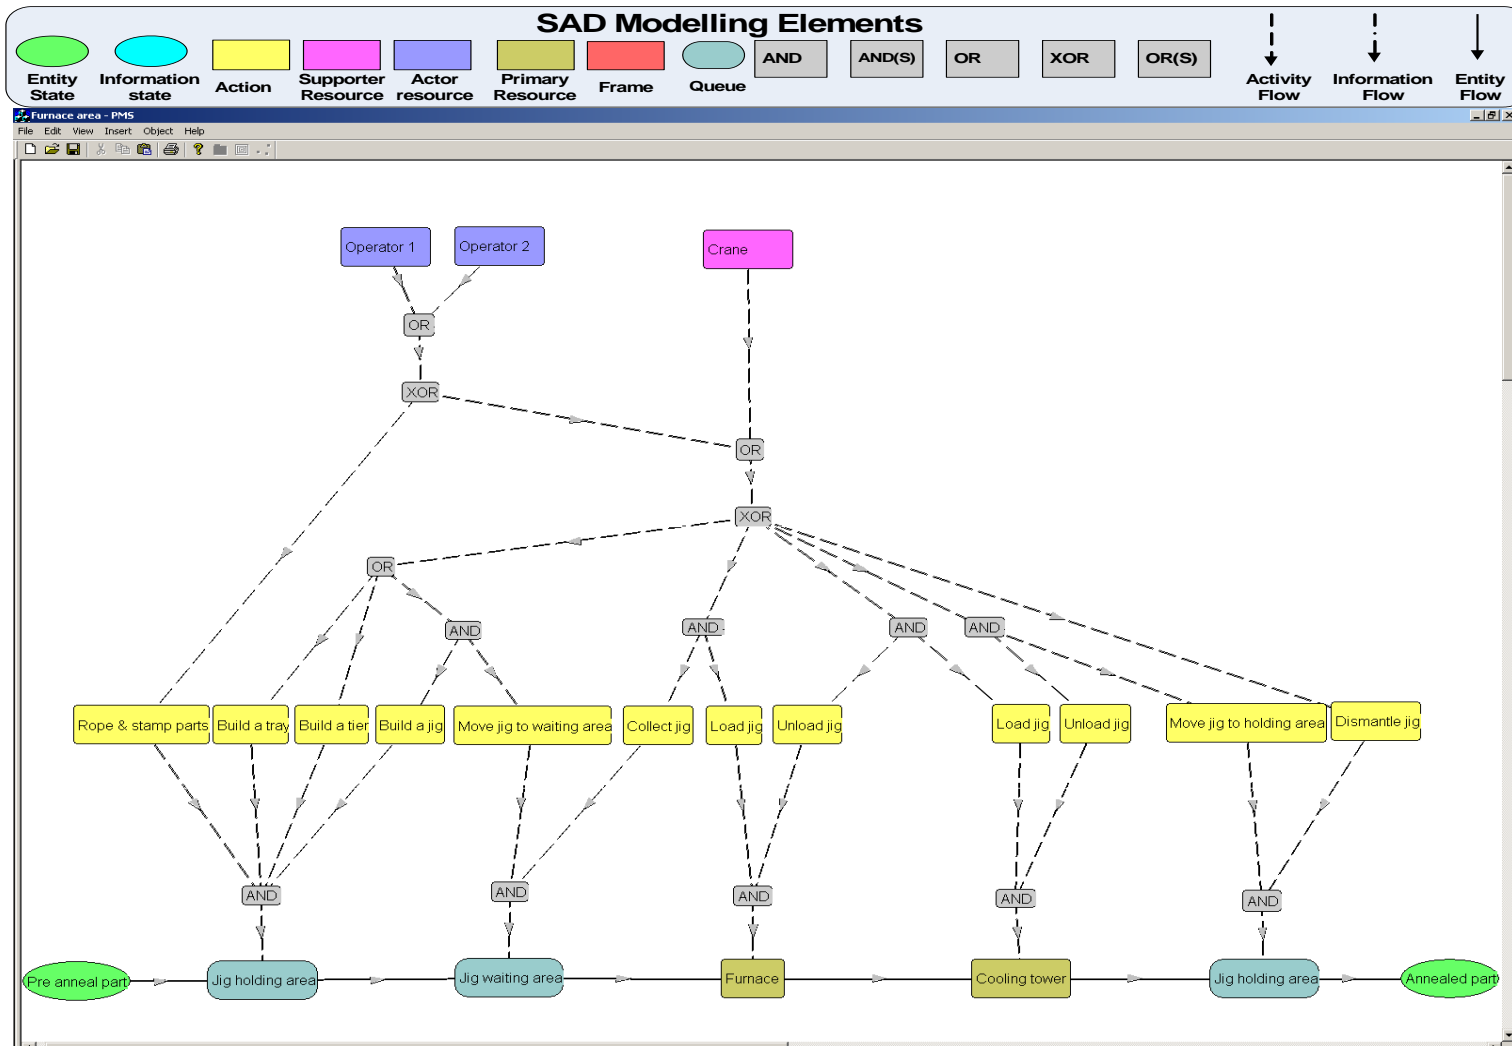 SAD Modelling Elements
AND
AND(S)
OR
XOR
OR(S)
Entity State
Information state
Action
Supporter Resource
Actor resource
Primary Resource
Frame
Queue
Activity Flow
Information Flow
Entity Flow
Furnace area - PMS
File Edit View Insert Object Help
Operator 1
Operator 2
Crane
OR
XOR
OR
XOR
OR
AND
AND
AND
AND
Rope & stamp parts
Build a tray
Build a tier
Build a jig
Move jig to waiting area
Collect jig
Load jig
Unload jig
Load jig
Unload jig
Move jig to holding area
Dismantle jig
AND
AND
AND
AND
AND
Pre anneal part
Jig holding area
Jig waiting area
Furnace
Cooling tower
Jig holding area
Annealed part